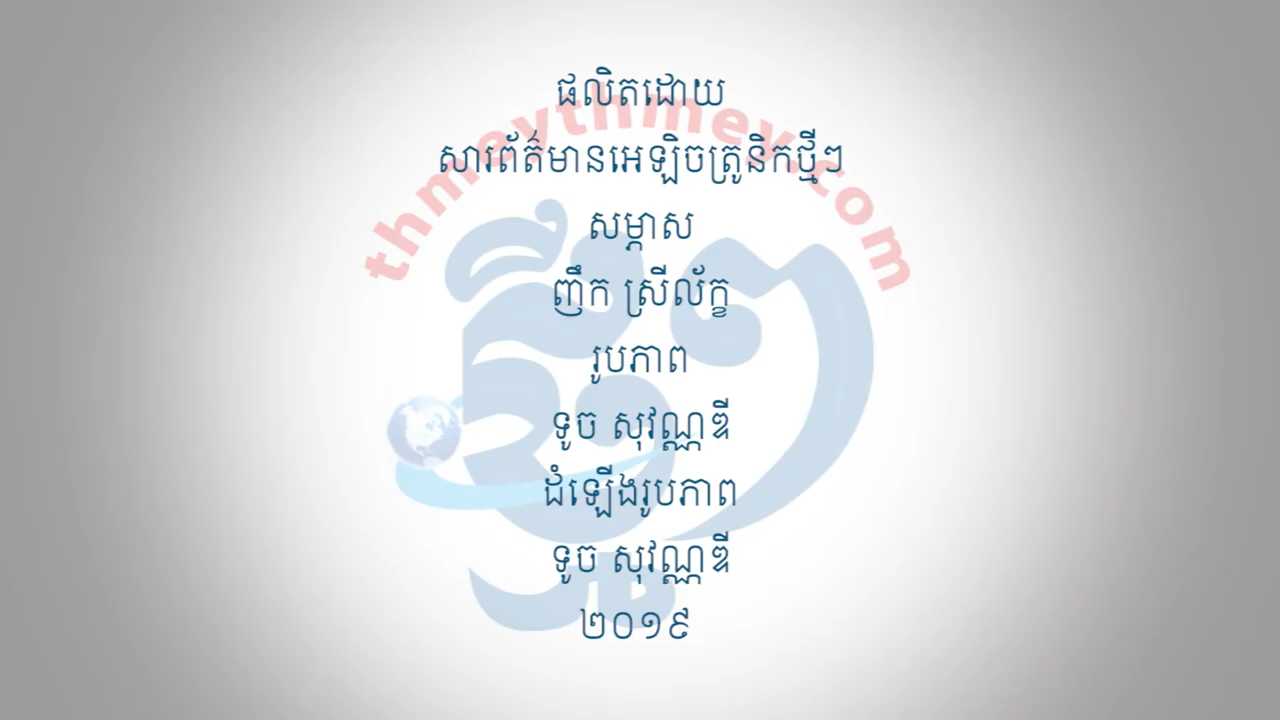 thmeythmey.com
ផលិតដោយ
សារព័ត៌មានអេឡិចត្រូនិកថ្មីៗ
សម្ភាស
ញឹក ស្រីល័ក្ខ
រូបភាព
ទូច សុវណ្ណឌី
ដំឡើងរូបភាព
ទូច សុវណ្ណឌី
២០១៩